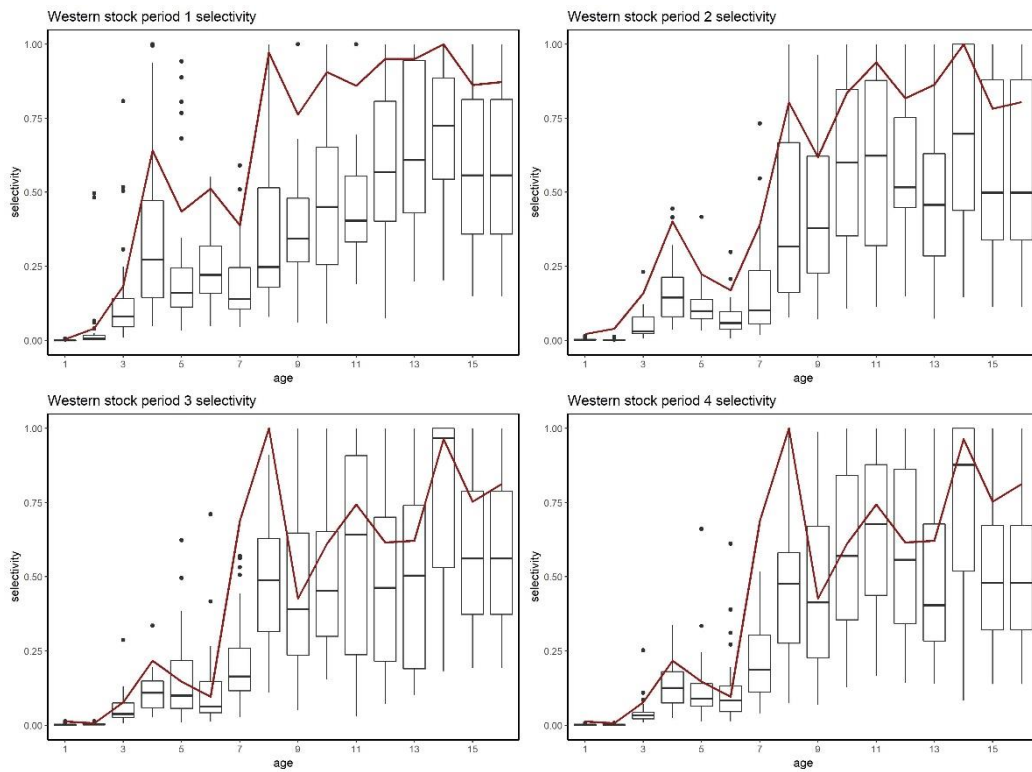 Western stock period 1 selectivity
1.00
0.75
0.50
0.25
0.00
selectivity
1 3 5 7 9 11 13 15
age
Western stock period 2 selectivity
1.00
0.75
0.50
0.25
0.00
selectivity
1 3 5 7 9 11 13 15
age
Western stock period 3 selectivity
1.00
0.75
0.50
0.25
0.00
selectivity
1 3 5 7 9 11 13 15
age
Western stock period 4 selectivity
1.00
0.75
0.50
0.25
0.00
selectivity
1 3 5 7 9 11 13 15
age